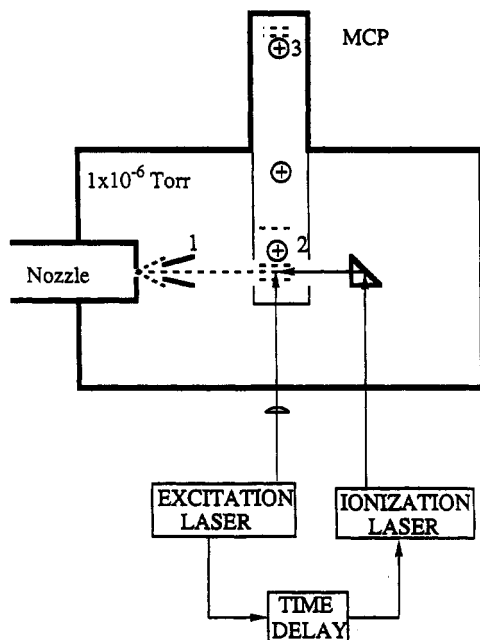 MCP
3
1x10⁻⁶ Torr
1
2
Nozzle
EXCITATION
LASER
IONIZATION
LASER
TIME
DELAY